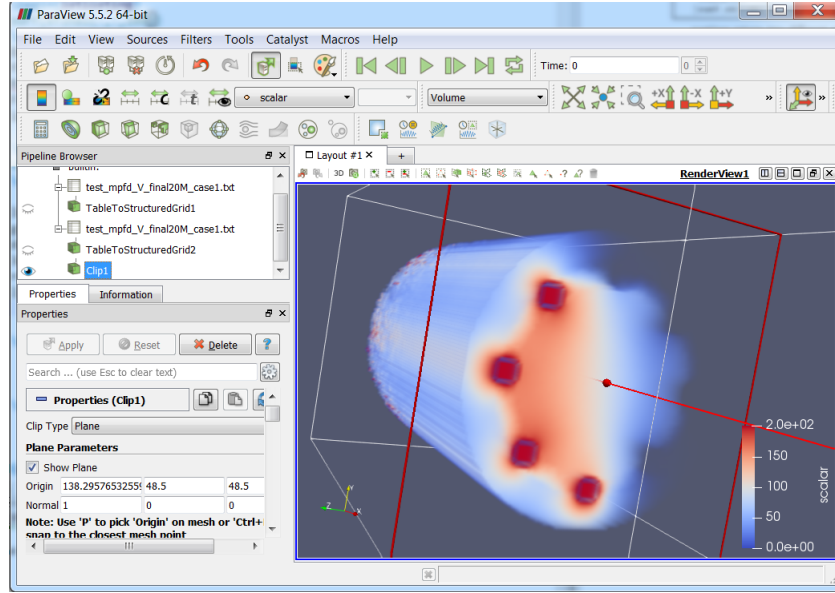 ParaView 5.5.2 64-bit
File Edit View Sources Filters Tools Catalyst Macros Help
Time: 0 0
scalar Volume +X -X +Y » »
Pipeline Browser
Layout #1 × +
3D RenderView1
test_mpfd_V_final20M_case1.txt
TableToStructuredGrid1
test_mpfd_V_final20M_case1.txt
TableToStructuredGrid2
Clip1
Properties Information
Properties
Apply Reset Delete ?
Search ... (use Esc to clear text)
Properties (Clip1)
Clip Type Plane
Plane Parameters
Show Plane
Origin 138.29576532559 48.5 48.5
Normal 1 0 0
Note: Use 'P' to pick 'Origin' on mesh or 'Ctrl+
snap to the closest mesh point
Y
Z X
2.0e+02
150
100
50
0.0e+00
scalar